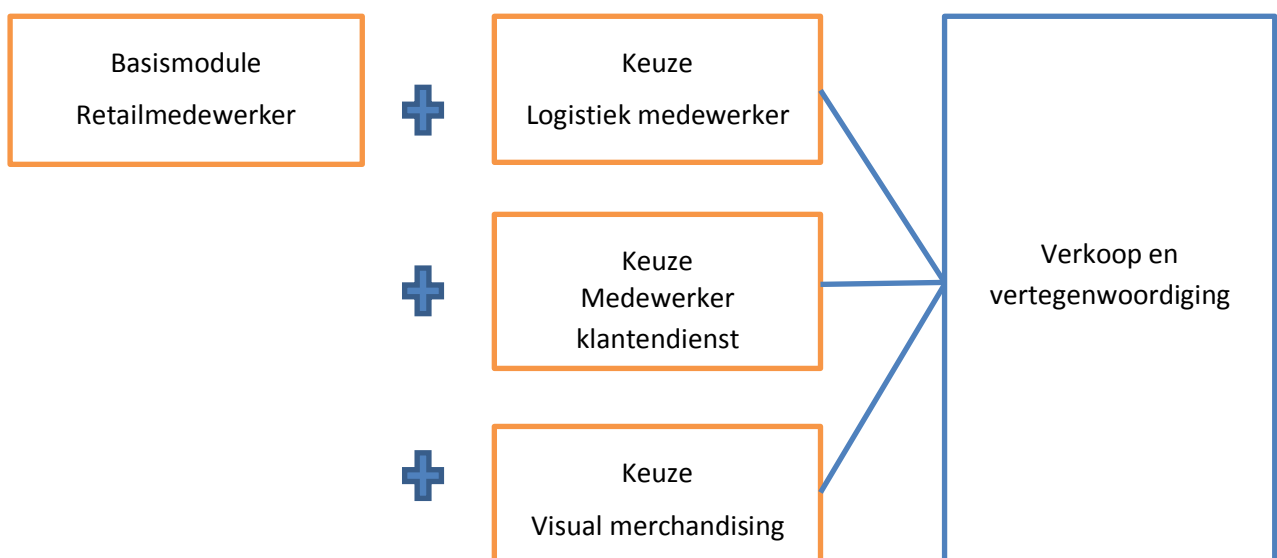 Basismodule
Retailmedewerker
Keuze
Logistiek medewerker
Keuze
Medewerker
klantendienst
Keuze
Visual merchandising
Verkoop en
vertegenwoordiging